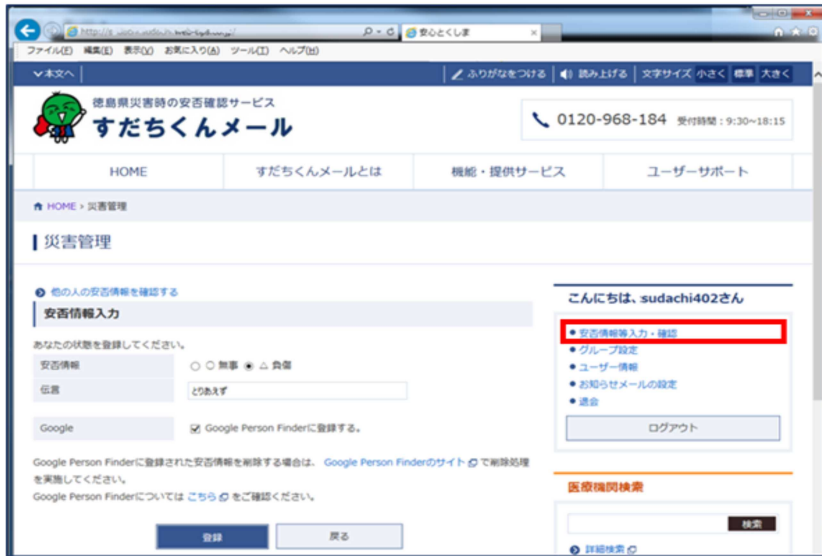 安心とくしま
ファイル(F) 編集(E) 表示(V) お気に入り(A) ツール(T) ヘルプ(H)
本文へ
ふりがなをつける 読み上げる 文字サイズ 小さく 標準 大きく
徳島県災害時の安否確認サービス
すだちくんメール
0120-968-184 受付時間:9:30~18:15
HOME すだちくんメールとは 機能・提供サービス ユーザーサポート
HOME > 災害管理
災害管理
他の人の安否情報を確認する
安否情報入力
あなたの状態を登録してください。
安否情報 ○ 無事 △ 負傷
伝言 とりあえず
Google Google Person Finderに登録する。
Google Person Finderに登録された安否情報を削除する場合は、 Google Person Finderのサイト で削除処理
を実施してください。
Google Person Finderについては こちら をご確認ください。
登録 戻る
こんにちは、sudachi402さん
安否情報等入力・確認
グループ設定
ユーザー情報
お知らせメールの設定
退会
ログアウト
医療機関検索
検索
詳細検索